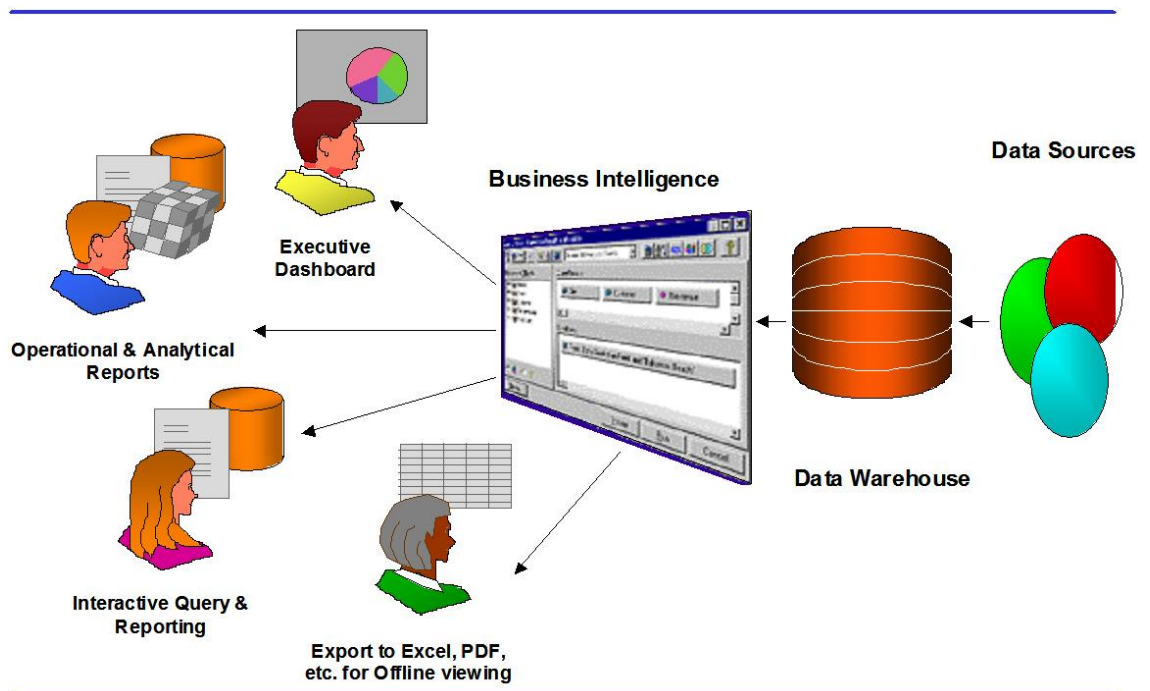 Data Sources
Business Intelligence
Executive
Dashboard
Operational & Analytical
Reports
Cancel
Data Warehouse
Interactive Query &
Reporting
Export to Excel, PDF,
etc. for Offline viewing